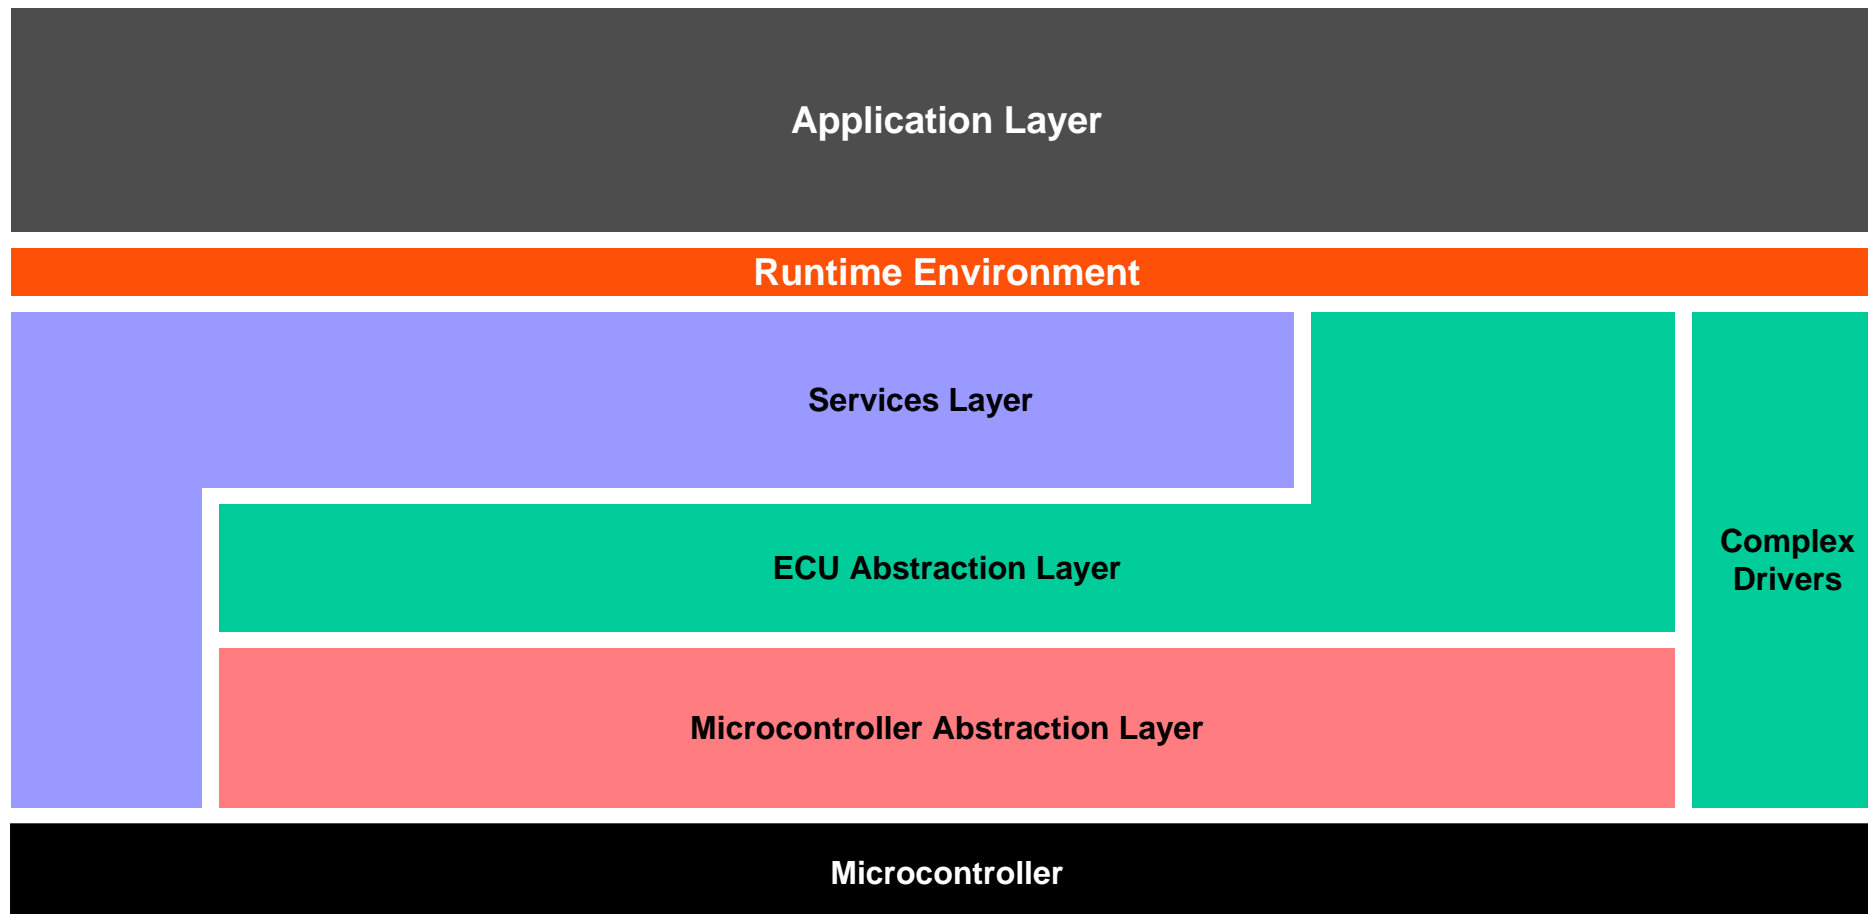 Application Layer
Runtime Environment
Services Layer
ECU Abstraction Layer
Complex
Drivers
Microcontroller Abstraction Layer
Microcontroller